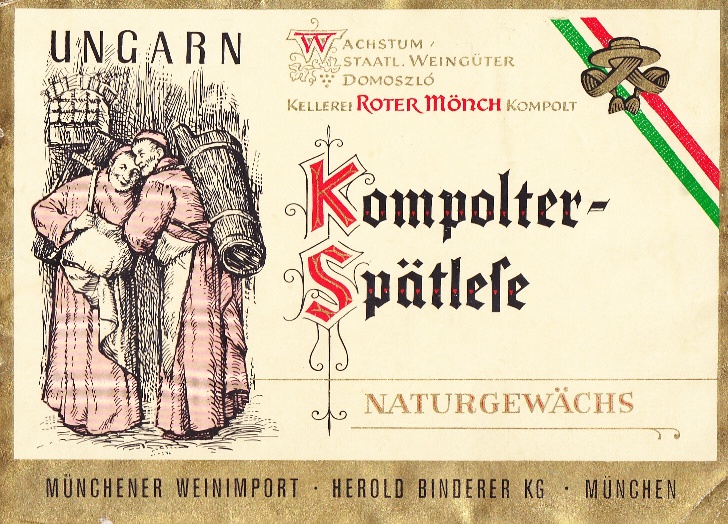 UNGARN
WACHSTUM
STAATL. WEINGÜTER
DOMOSZLÓ
KELLEREI ROTER MÖNCH KOMPOLT
Kompolter-
Spätleſe
NATURGEWÄCHS
MÜNCHENER WEINIMPORT · HEROLD BINDERER KG · MÜNCHEN